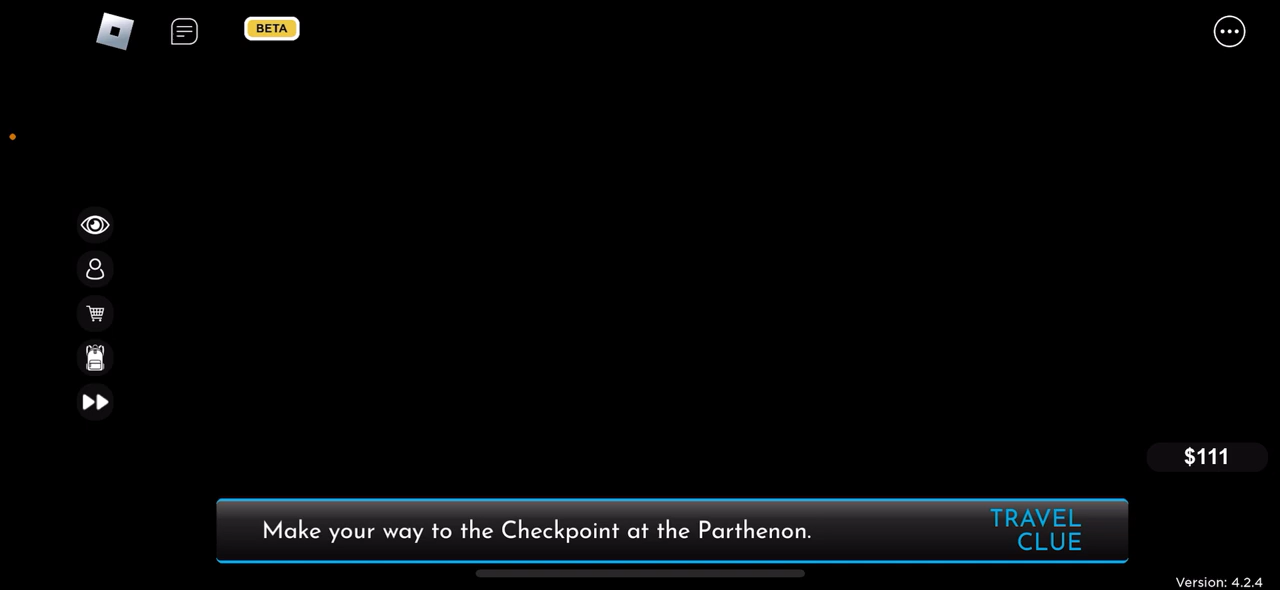 BETA
$111
Make your way to the Checkpoint at the Parthenon.
TRAVEL
CLUE
Version: 4.2.4